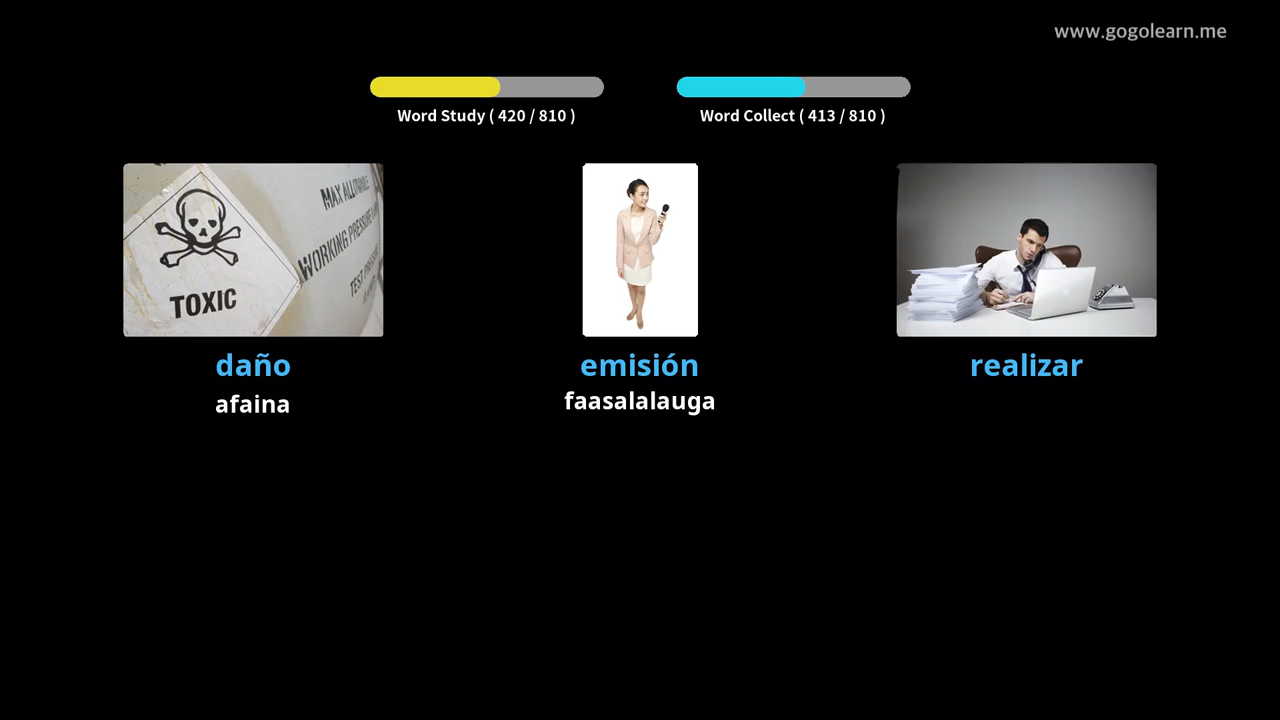 www.gogolearn.me
Word Study ( 420 / 810 )
Word Collect ( 413 / 810 )
TOXIC
MAX ALLOWABLE
WORKING PRESSURE
daño
emisión
realizar
afaina
faasalalauga